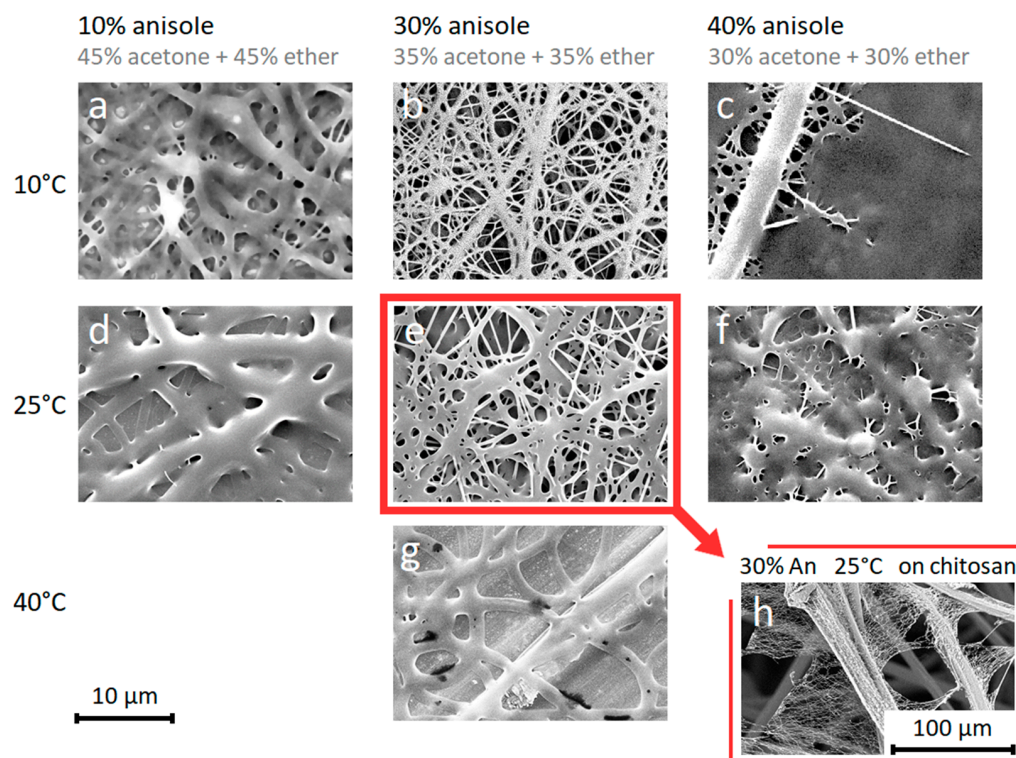 10% anisole
45% acetone + 45% ether
30% anisole
35% acetone + 35% ether
40% anisole
30% acetone + 30% ether
a
b
c
10°C
d
e
f
25°C
g
40°C
30% An 25°C on chitosan
h
10 µm
100 µm